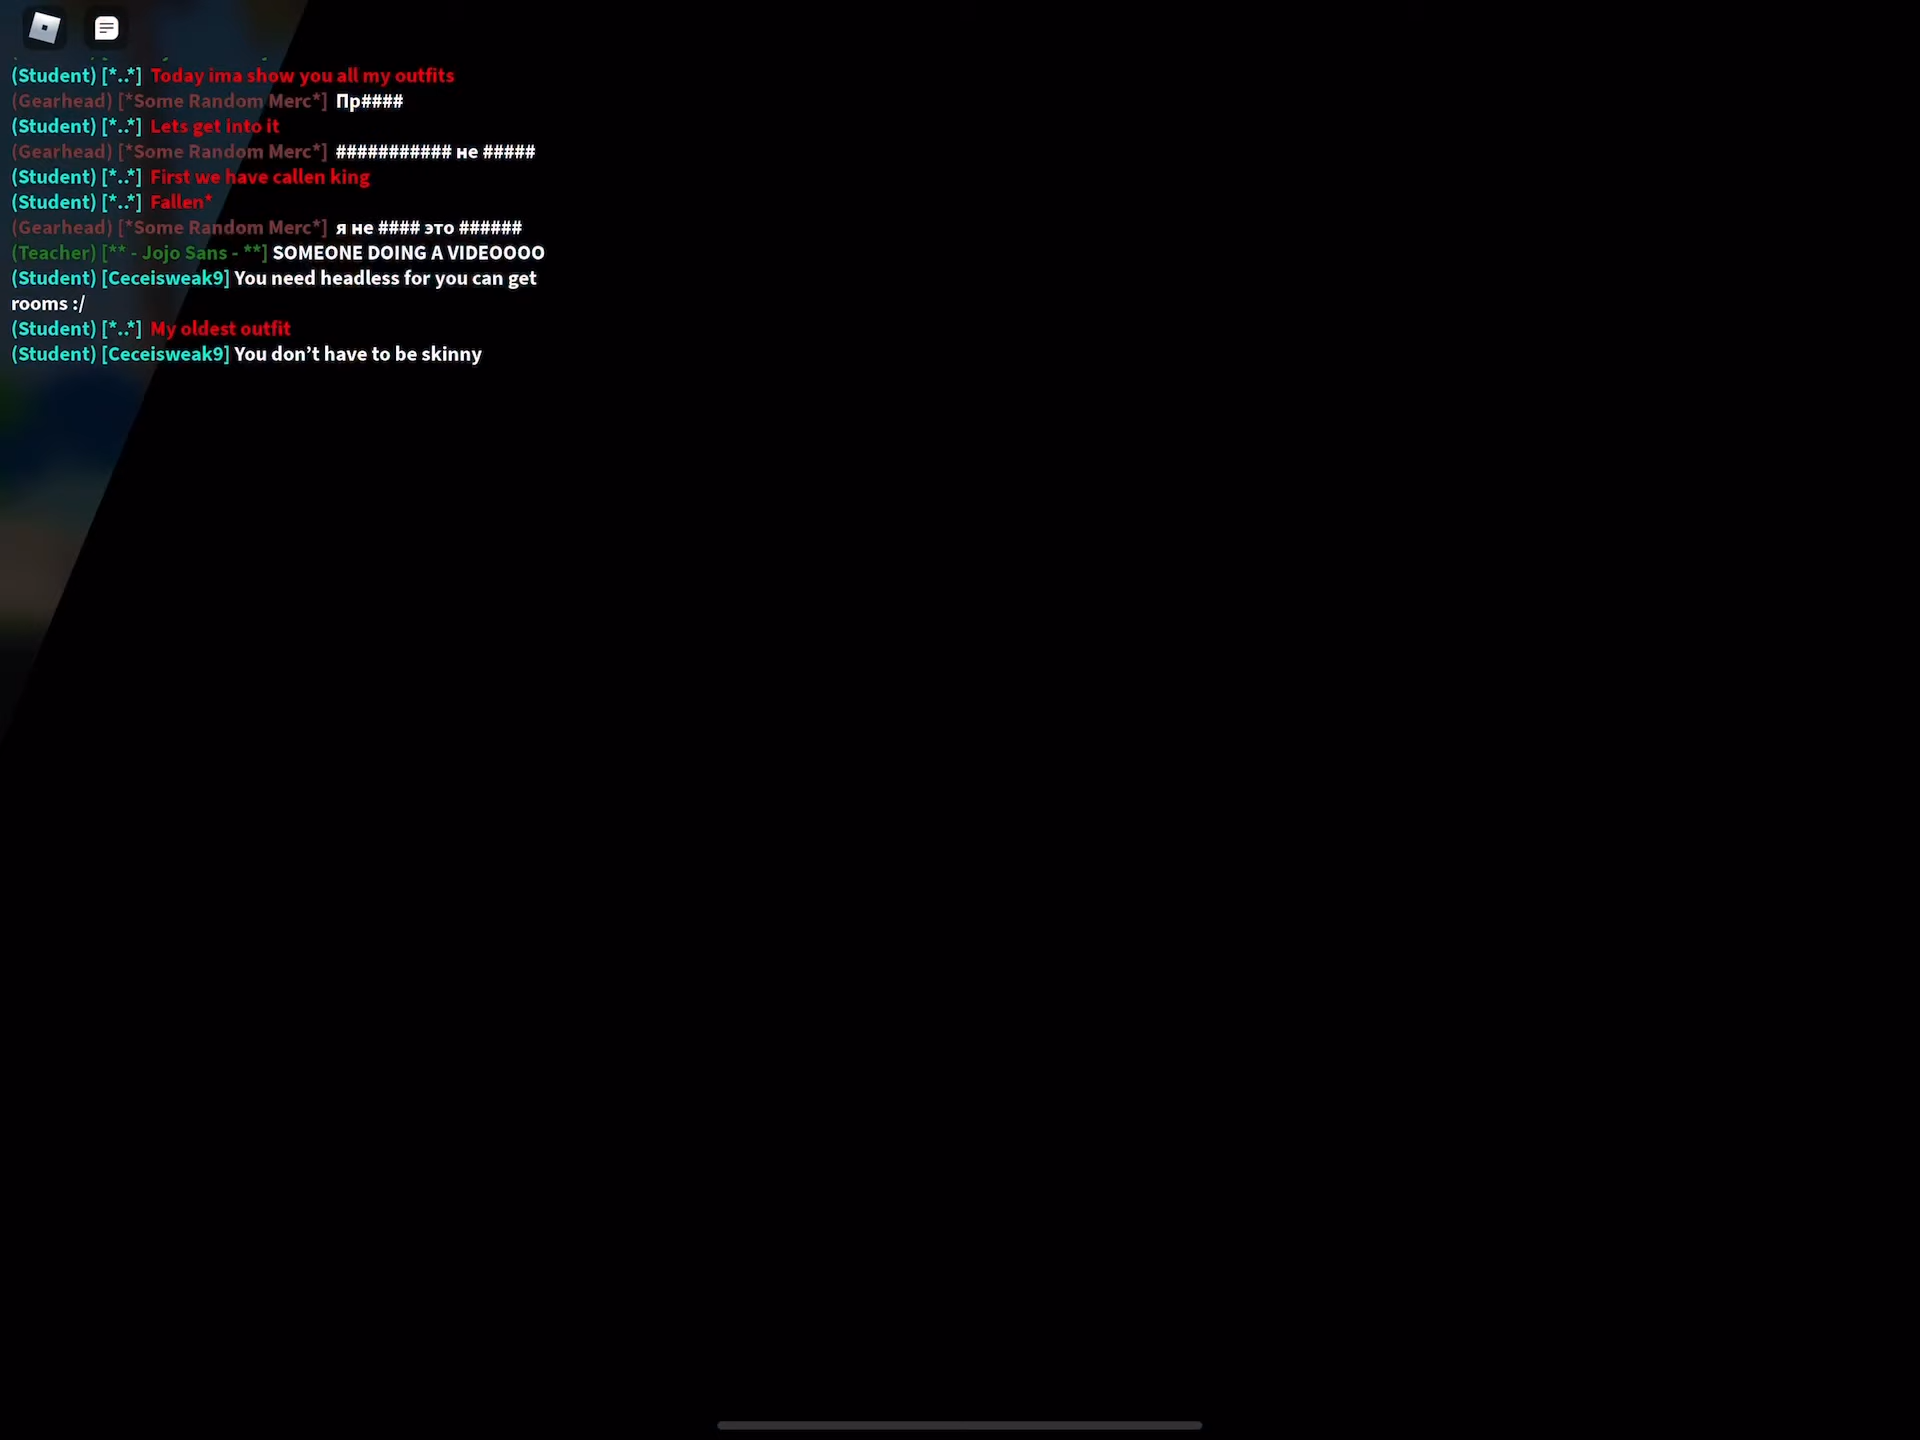 (Student) [*..*] Today ima show you all my outfits
(Gearhead) [*Some Random Merc*] Пр####
(Student) [*..*] Lets get into it
(Gearhead) [*Some Random Merc*] ########### не #####
(Student) [*..*] First we have callen king
(Student) [*..*] Fallen*
(Gearhead) [*Some Random Merc*] я не #### это ######
(Teacher) [** - Jojo Sans - **] SOMEONE DOING A VIDEOOOO
(Student) [Ceceisweak9] You need headless for you can get
rooms :/
(Student) [*..*] My oldest outfit
(Student) [Ceceisweak9] You don’t have to be skinny